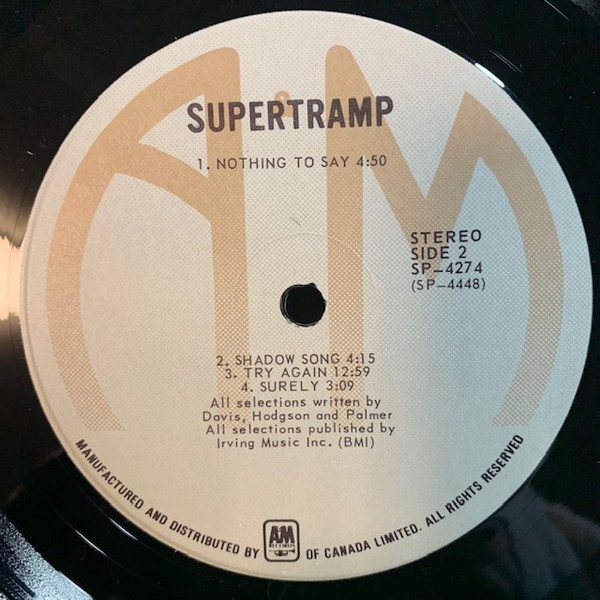 SUPERTRAMP
1. NOTHING TO SAY 4:50
STEREO
SIDE 2
SP-4274
(SP-4448)
2. SHADOW SONG 4:15
3. TRY AGAIN 12:59
4. SURELY 3:09
All selections written by
Davis, Hodgson and Palmer
All selections published by
Irving Music Inc. (BMI)
MANUFACTURED AND DISTRIBUTED BY A&M RECORDS OF CANADA LIMITED. ALL RIGHTS RESERVED